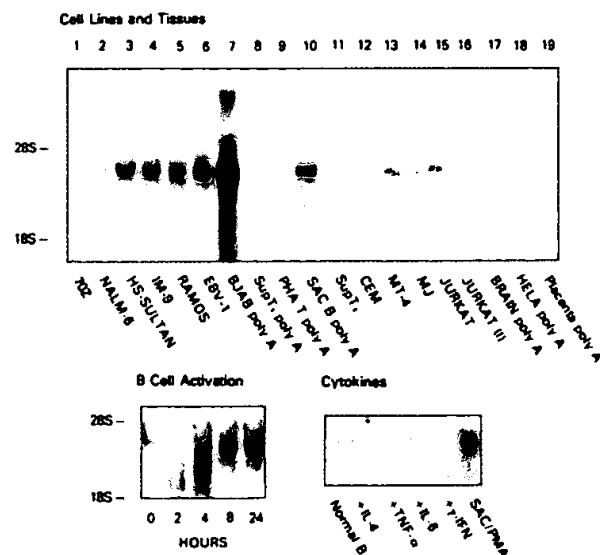 Cell Lines and Tissues
1 2 3 4 5 6 7 8 9 10 11 12 13 14 15 16 17 18 19
28S –
18S –
702
NALM-6
HS-SULTAN
IM-9
RAMOS
EBV-1
BJAB poly A
SupT₁ poly A
PHA T poly A
SAC B poly A
SupT₁
CEM
MT-4
MJ
JURKAT
JURKAT (I)
BRAIN poly A
HELA poly A
Placenta poly A
B Cell Activation
28S –
18S –
0 2 4 8 24
HOURS
Cytokines
Normal B
+IL-4
+TNF-α
+IL-6
+γ-IFN
SAC/PMA